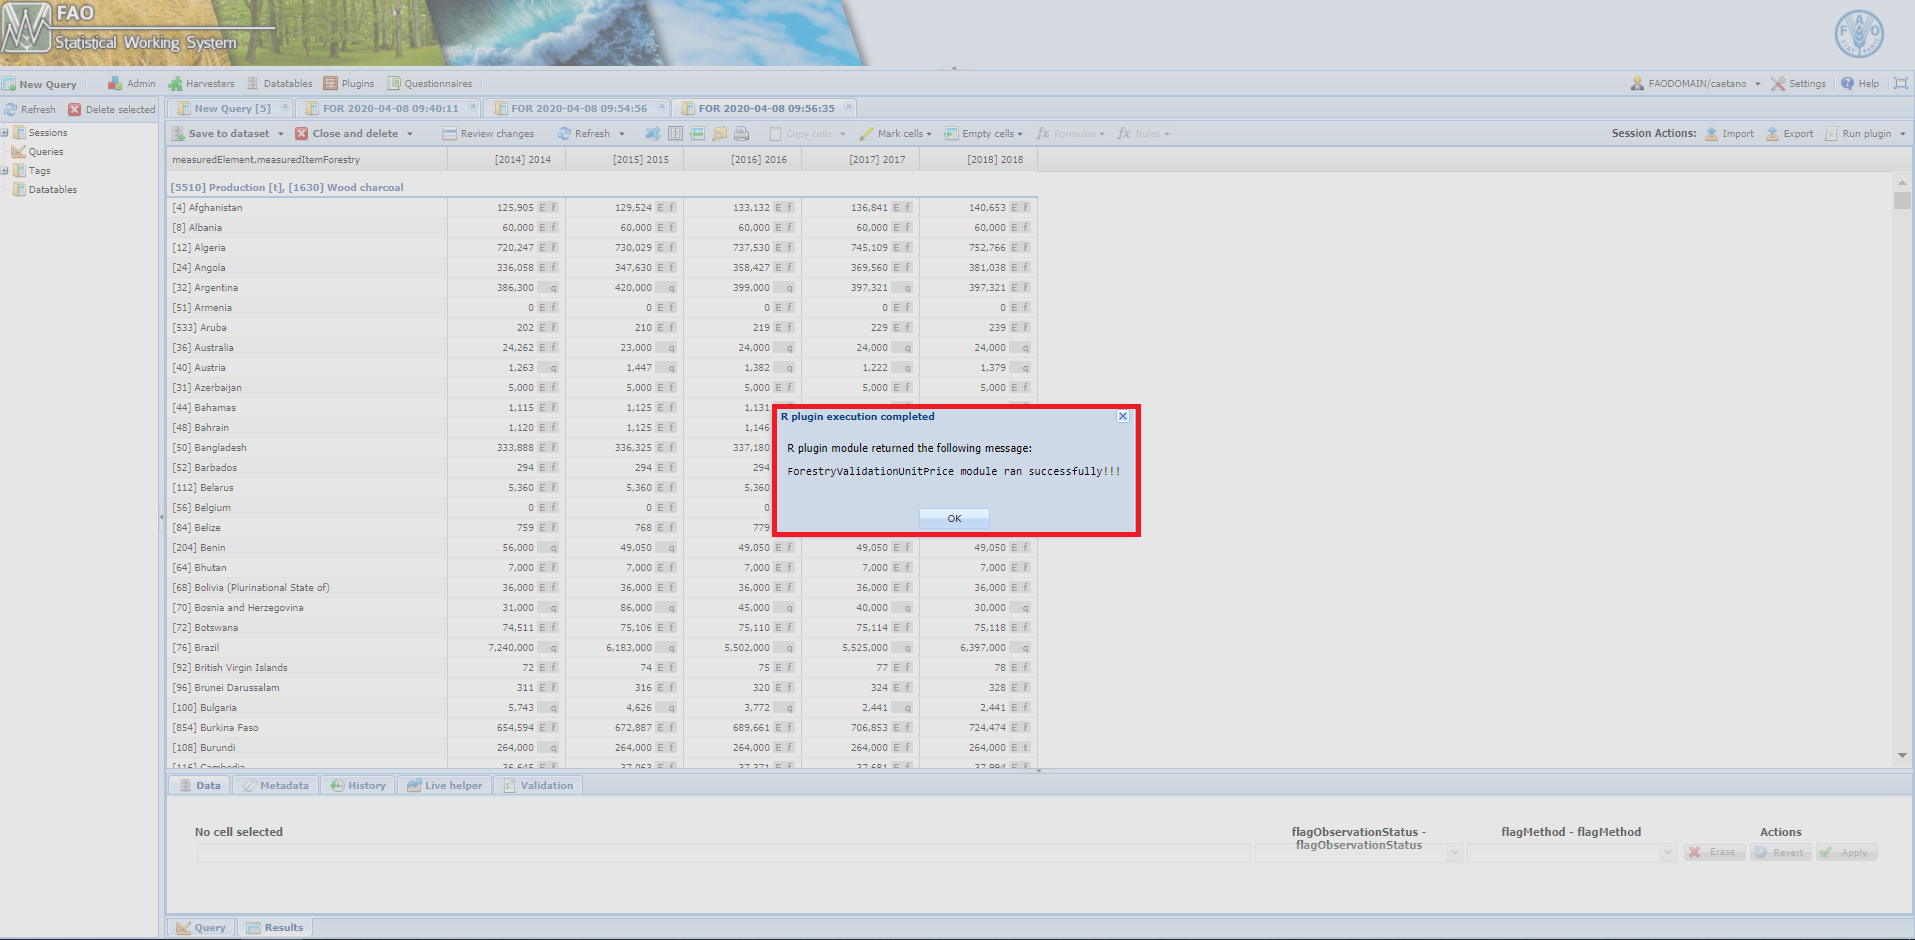 FAO
Statistical Working System
New Query Admin Harvesters Datatables Plugins Questionnaires FAODOMAIN/caetano Settings Help
Refresh Delete selected New Query [5] FOR 2020-04-08 09:40:11 FOR 2020-04-08 09:54:56 FOR 2020-04-08 09:56:35
Save to dataset Close and delete Review changes Refresh Copy cells Mark cells Empty cells fx Formulas fx Rules Session Actions: Import Export Run plugin
Sessions
Queries
Tags
Datatables
measuredElement,measuredItemForestry [2014] 2014 [2015] 2015 [2016] 2016 [2017] 2017 [2018] 2018
[5510] Production [t], [1630] Wood charcoal
[4] Afghanistan 125,905 E f 129,524 E f 133,132 E f 136,841 E f 140,653 E f
[8] Albania 60,000 E f 60,000 E f 60,000 E f 60,000 E f 60,000 E f
[12] Algeria 720,247 E f 730,029 E f 737,530 E f 745,109 E f 752,766 E f
[24] Angola 336,058 E f 347,630 E f 358,427 E f 369,560 E f 381,038 E f
[32] Argentina 386,300 q 420,000 q 399,000 q 397,321 q 397,321 E f
[51] Armenia 0 E f 0 E f 0 E f 0 E f 0 E f
[533] Aruba 202 E f 210 E f 219 E f 229 E f 239 E f
[36] Australia 24,262 E f 23,000 q 24,000 q 24,000 q 24,000 q
[40] Austria 1,263 q 1,447 q 1,382 q 1,222 q 1,379 q
[31] Azerbaijan 5,000 E f 5,000 E f 5,000 E f 5,000 E f 5,000 E f
[44] Bahamas 1,115 E f 1,125 E f 1,131
[48] Bahrain 1,120 E f 1,125 E f 1,146
[50] Bangladesh 333,888 E f 336,325 E f 337,180
[52] Barbados 294 E f 294 E f 294
[112] Belarus 5,360 E f 5,360 E f 5,360
[56] Belgium 0 E f 0 E f 0
[84] Belize 759 E f 768 E f 779
R plugin execution completed
R plugin module returned the following message:
ForestryValidationUnitPrice module ran successfully!!!
OK
[204] Benin 56,000 q 49,050 q 49,050 E f 49,050 E f 49,050 E f
[64] Bhutan 7,000 E f 7,000 E f 7,000 E f 7,000 E f 7,000 E f
[68] Bolivia (Plurinational State of) 36,000 E f 36,000 E f 36,000 E f 36,000 E f 36,000 E f
[70] Bosnia and Herzegovina 31,000 q 86,000 q 45,000 q 40,000 q 30,000 q
[72] Botswana 74,511 E f 75,106 E f 75,110 E f 75,114 E f 75,118 E f
[76] Brazil 7,240,000 q 6,183,000 q 5,502,000 q 5,525,000 q 6,397,000 q
[92] British Virgin Islands 72 E f 74 E f 75 E f 77 E f 78 E f
[96] Brunei Darussalam 311 E f 316 E f 320 E f 324 E f 328 E f
[100] Bulgaria 5,743 q 4,626 q 3,772 q 2,441 q 2,441 E f
[854] Burkina Faso 654,594 E f 672,887 E f 689,661 E f 706,853 E f 724,474 E f
[108] Burundi 264,000 q 264,000 E f 264,000 E f 264,000 E f 264,000 E t
[116] Cambodia 36,645 E f 37,063 E f 37,371 E f 37,681 E f 37,994 E f
Data Metadata History Live helper Validation
No cell selected flagObservationStatus - flagMethod - flagMethod Actions
flagObservationStatus
Erase Revert Apply
Query Results